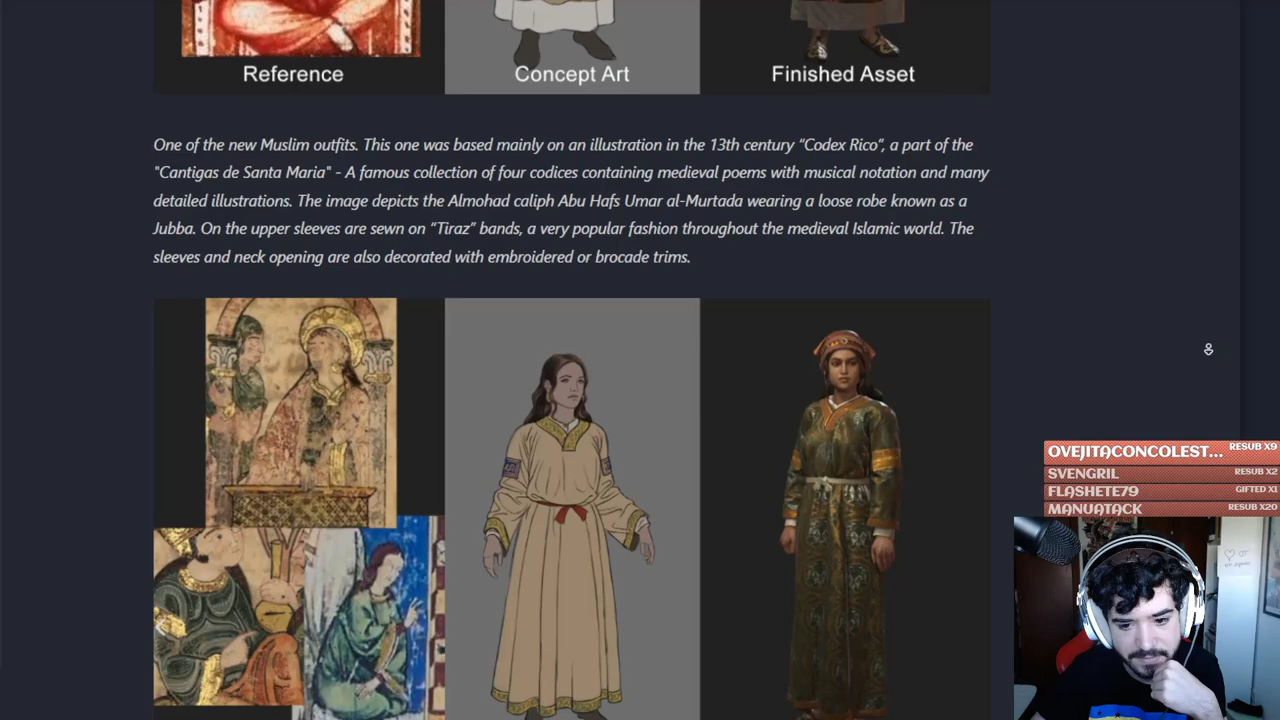 Reference
Concept Art
Finished Asset
One of the new Muslim outfits. This one was based mainly on an illustration in the 13th century "Codex Rico", a part of the
"Cantigas de Santa Maria" - A famous collection of four codices containing medieval poems with musical notation and many
detailed illustrations. The image depicts the Almohad caliph Abu Hafs Umar al-Murtada wearing a loose robe known as a
Jubba. On the upper sleeves are sewn on "Tiraz" bands, a very popular fashion throughout the medieval Islamic world. The
sleeves and neck opening are also decorated with embroidered or brocade trims.
OVEJITACONCOLEST... RESUB X9
SVENGRIL RESUB X2
FLASHETE79 GIFTED X1
MANUATACK RESUB X20